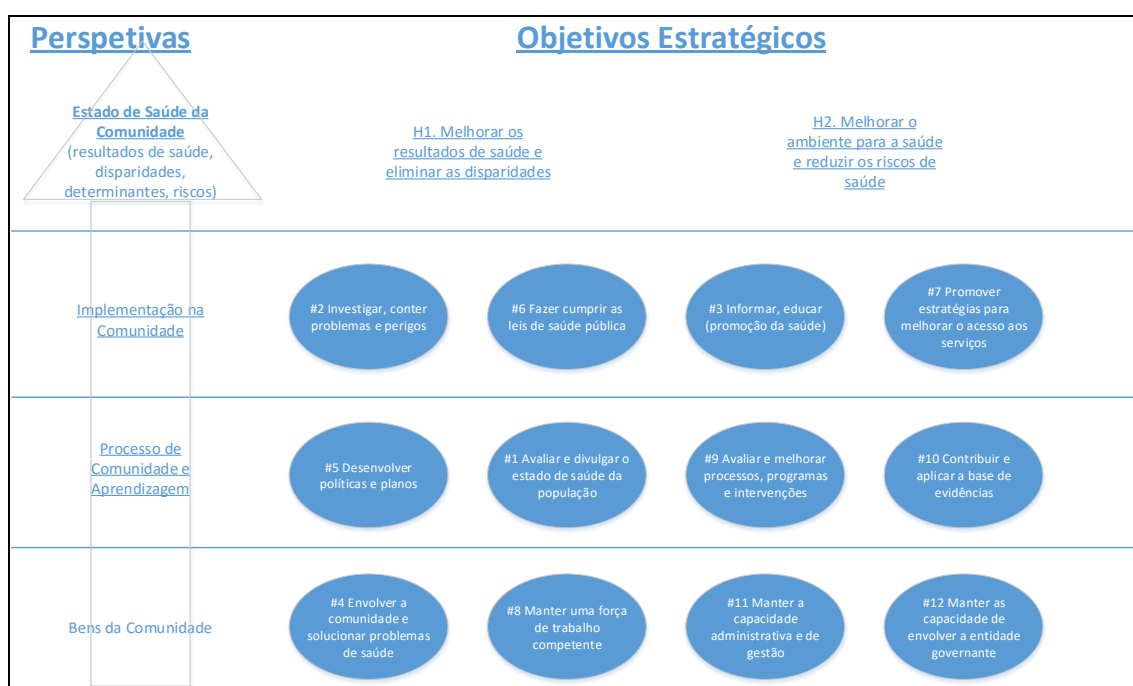 Perspetivas
Objetivos Estratégicos
Estado de Saúde da
Comunidade
(resultados de saúde,
disparidades,
determinantes, riscos)
H1. Melhorar os
resultados de saúde e
eliminar as disparidades
H2. Melhorar o
ambiente para a saúde
e reduzir os riscos de
saúde
Implementação na
Comunidade
#2 Investigar, conter
problemas e perigos
#6 Fazer cumprir as
leis de saúde pública
#3 Informar, educar
(promoção da saúde)
#7 Promover
estratégias para
melhorar o acesso aos
serviços
Processo de
Comunidade e
Aprendizagem
#5 Desenvolver
políticas e planos
#1 Avaliar e divulgar o
estado de saúde da
população
#9 Avaliar e melhorar
processos, programas
e intervenções
#10 Contribuir e
aplicar a base de
evidências
Bens da Comunidade
#4 Envolver a
comunidade e
solucionar problemas
de saúde
#8 Manter uma força
de trabalho
competente
#11 Manter a
capacidade
administrativa e de
gestão
#12 Manter as
capacidade de
envolver a entidade
governante